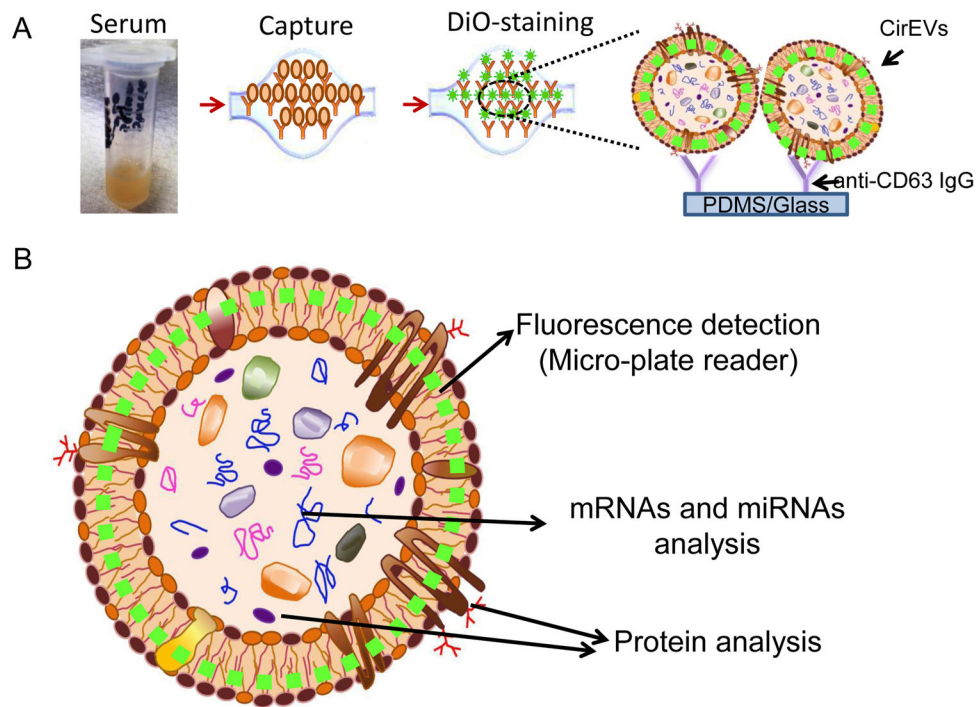 A
Serum
Capture
DiO-staining
CirEVs
anti-CD63 IgG
PDMS/Glass
B
Fluorescence detection
(Micro-plate reader)
mRNAs and miRNAs
analysis
Protein analysis